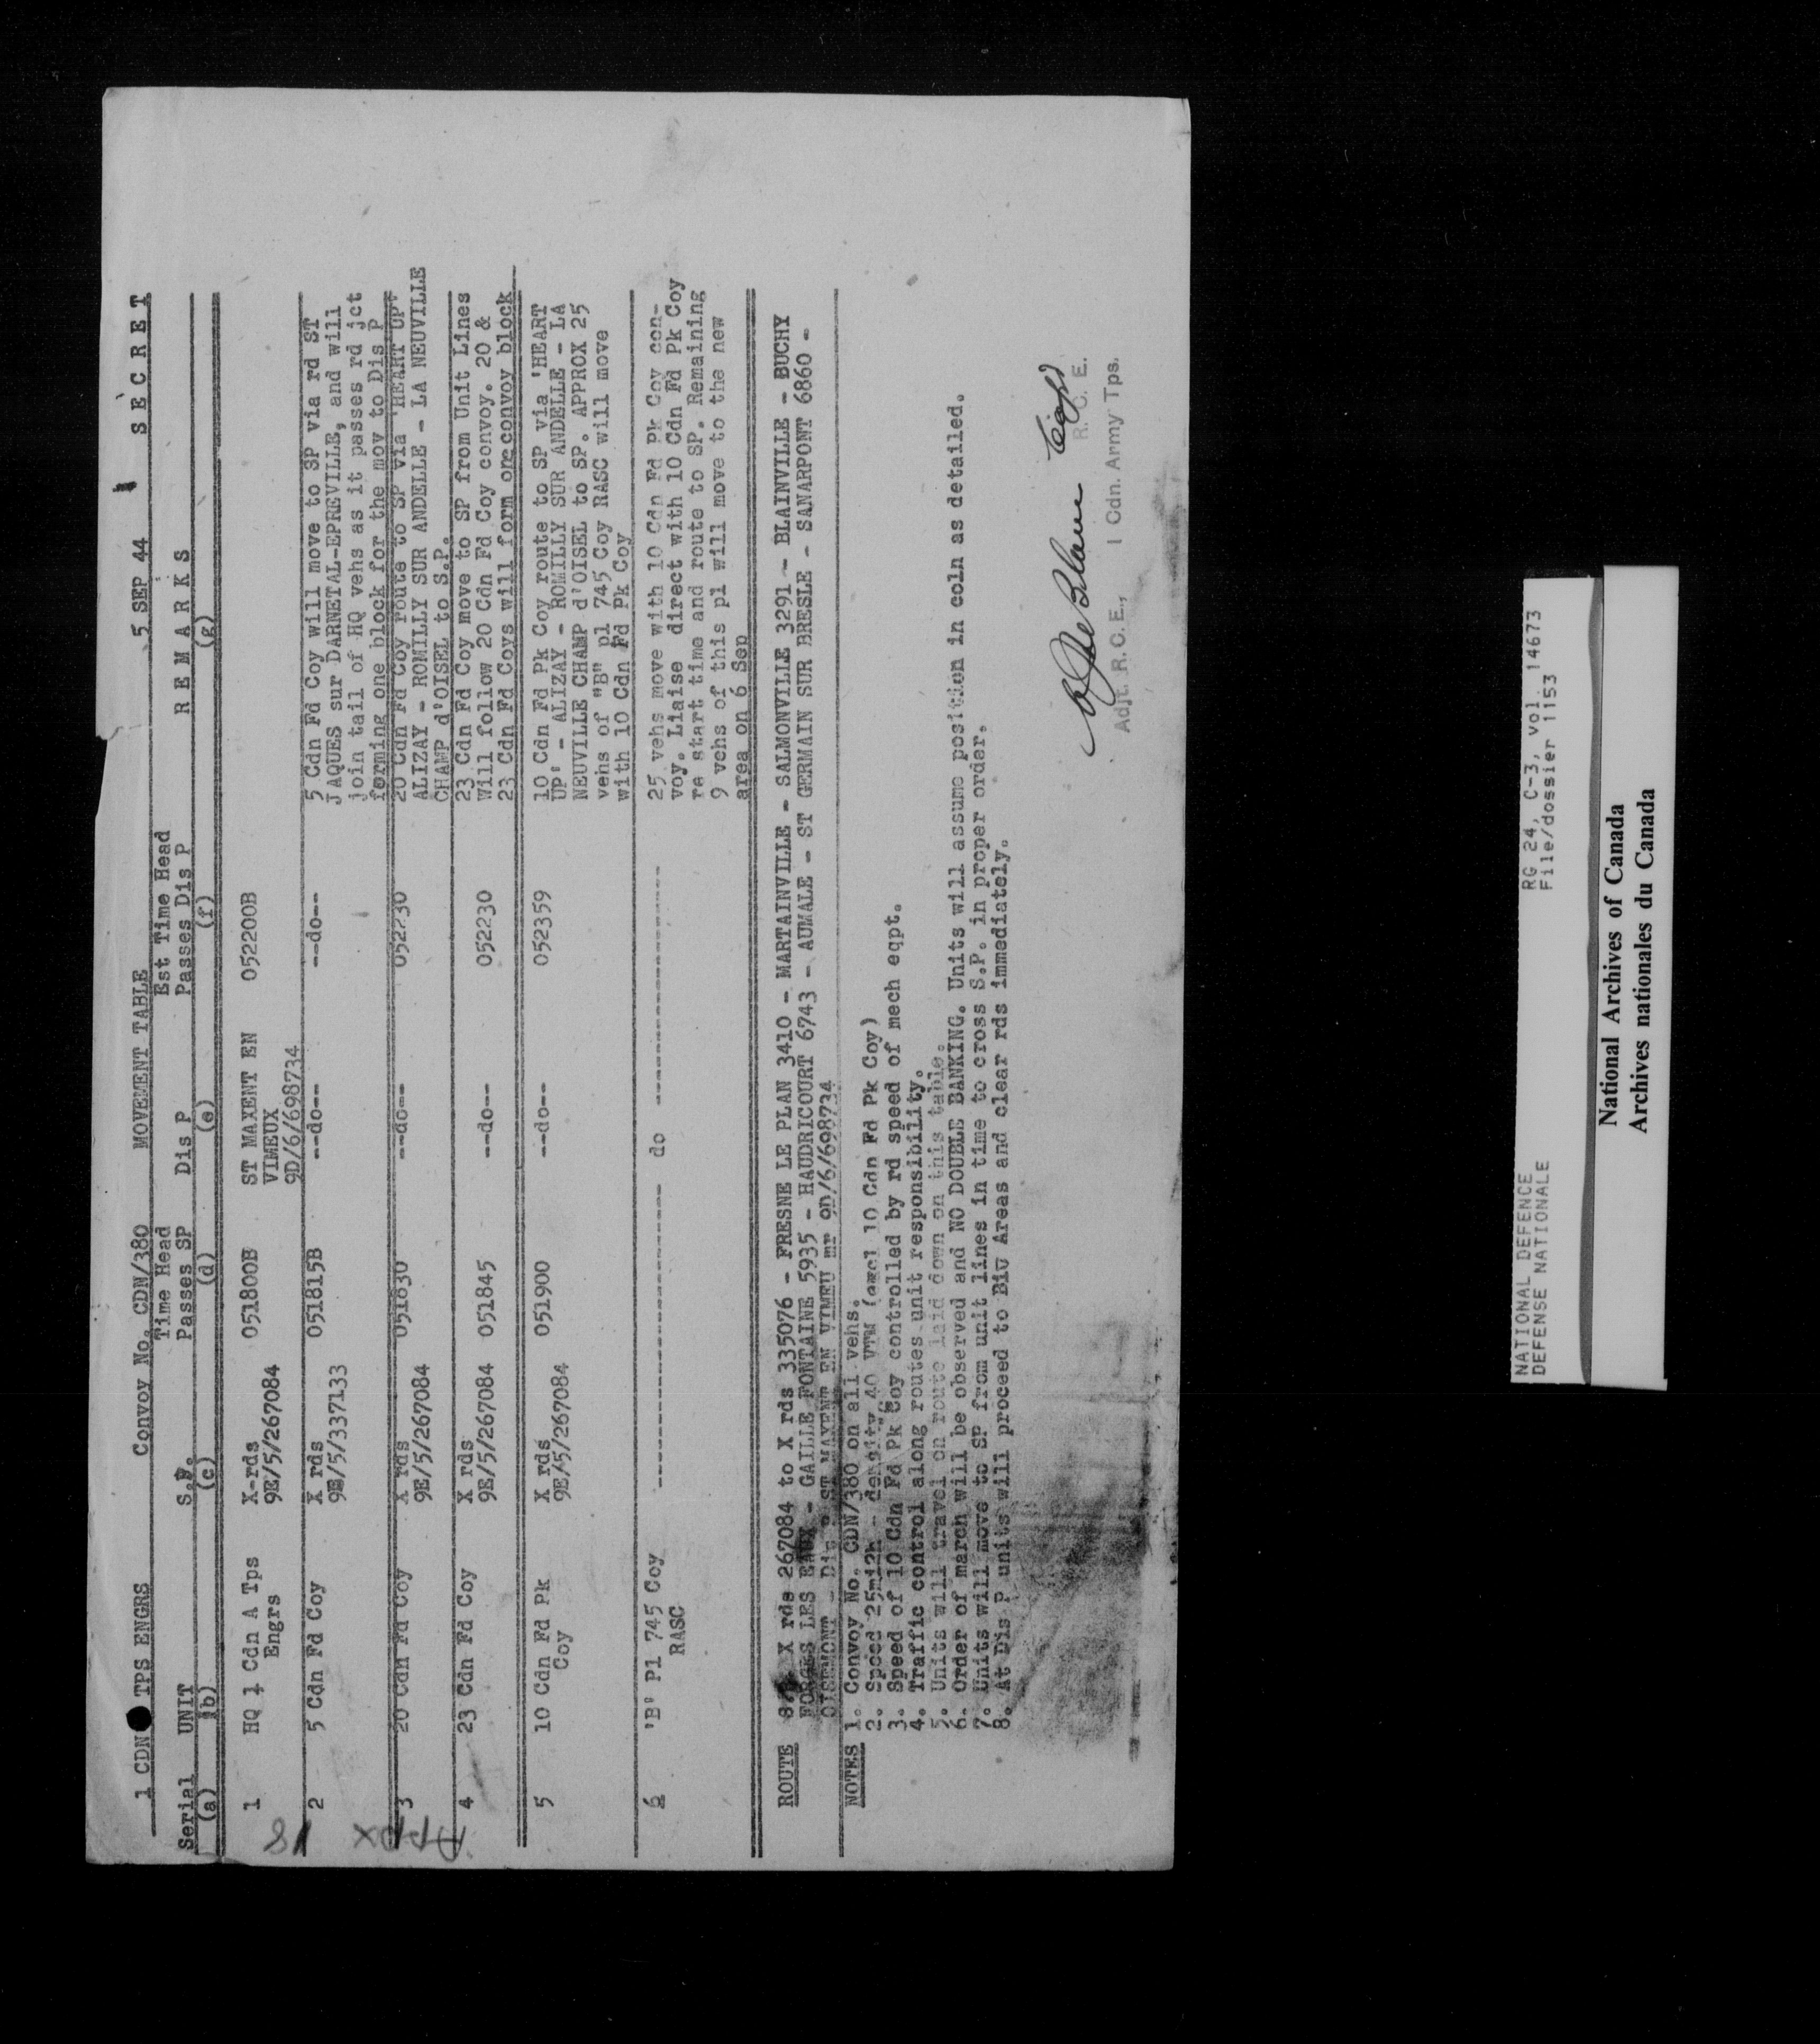 1 CDN TPS ENGRS Convoy No. CDN/380 MOVEMENT TABLE 5 SEP 44 S E C R E T
Serial UNIT S.P. Time Head Passes SP Dis P Est Time Head Passes Dis P R E M A R K S
(a) (b) (c) (d) (e) (f) (g)
1 HQ 1 Cdn A Tps X-rds 051800B ST MAXENT EN 052200B
Engrs 9E/5/267084 VIMEUX
9D/6/698734
2 5 Cdn Fd Coy X rds 051815B --do-- --do-- 5 Cdn Fd Coy will move to SP via rd ST
9E/5/337133 JAQUES sur DARNETAL-EPREVILLE, and will
join tail of HQ vehs as it passes rd jct
forming one block for the mov to Dis P
3 20 Cdn Fd Coy X rds 051830 --do-- 052230 20 Cdn Fd Coy route to SP via 'HEART UP'
9E/5/267084 ALIZAY - ROMILLY SUR ANDELLE - LA NEUVILLE
CHAMP d'OISEL to S.P.
4 23 Cdn Fd Coy X rds 051845 --do-- 052230 23 Cdn Fd Coy move to SP from Unit Lines
9E/5/267084 Will follow 20 Cdn Fd Coy convoy. 20 &
23 Cdn Fd Coys will form one convoy block
5 10 Cdn Fd Pk X rds 051900 --do-- 052359 10 Cdn Fd Pk Coy route to SP via 'HEART
Coy 9E/5/267084 UP' - ALIZAY - ROMILLY SUR ANDELLE - LA
NEUVILLE CHAMP d'OISEL to SP. APPROX 25
vehs of "B" pl 745 Coy RASC will move
with 10 Cdn Fd Pk Coy
6 'B' Pl 745 Coy ---------- do ---------- 25 vehs move with 10 Cdn Fd Pk Coy con-
RASC voy. Liaise direct with 10 Cdn Fd Pk Coy
re start time and route to SP. Remaining
9 vehs of this pl will move to the new
area on 6 Sep
ROUTE X rds 267084 to X rds 335076 - FRESNE LE PLAN 3410 - MARTAINVILLE - SALMONVILLE 3291 - BLAINVILLE - BUCHY
FORGES LES EAUX - GAILLE FONTAINE 5935 - HAUDRICOURT 6743 - AUMALE - ST GERMAIN SUR BRESLE - SANARPONT 6860 -
OISEMONT - Dis P ST MAXENT EN VIMEU mr 9D/6/698734
NOTES 1. Convoy No. CDN/380 on all vehs.
2. Speed 25mi2h - density 40 VTM (excl 10 Cdn Fd Pk Coy)
3. Speed of 10 Cdn Fd Pk Coy controlled by rd speed of mech eqpt.
4. Traffic control along routes unit responsibility.
5. Units will travel on route laid down on this table.
6. Order of march will be observed and NO DOUBLE BANKING. Units will assume position in coln as detailed.
7. Units will move to SP from unit lines in time to cross S.P. in proper order.
8. At Dis P units will proceed to Biv Areas and clear rds immediately.
Capt
R. C. E.
Adjt. R.C.E., 1 Cdn. Army Tps.
Appx 18
NATIONAL DEFENCE RG 24, C-3, vol. 14673
DEFENSE NATIONALE File/dossier 1153
National Archives of Canada
Archives nationales du Canada